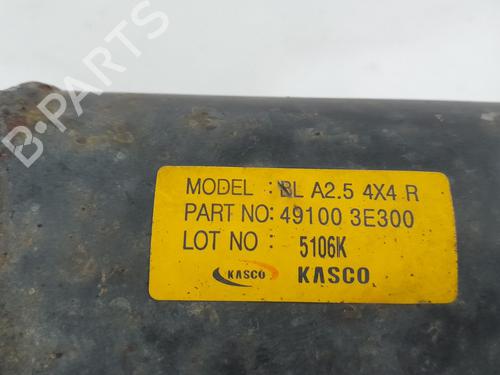 B-PARTS
MODEL : BL A2.5 4X4 R
PART NO: 49100 3E300
LOT NO : 5106K
KASCO KASCO